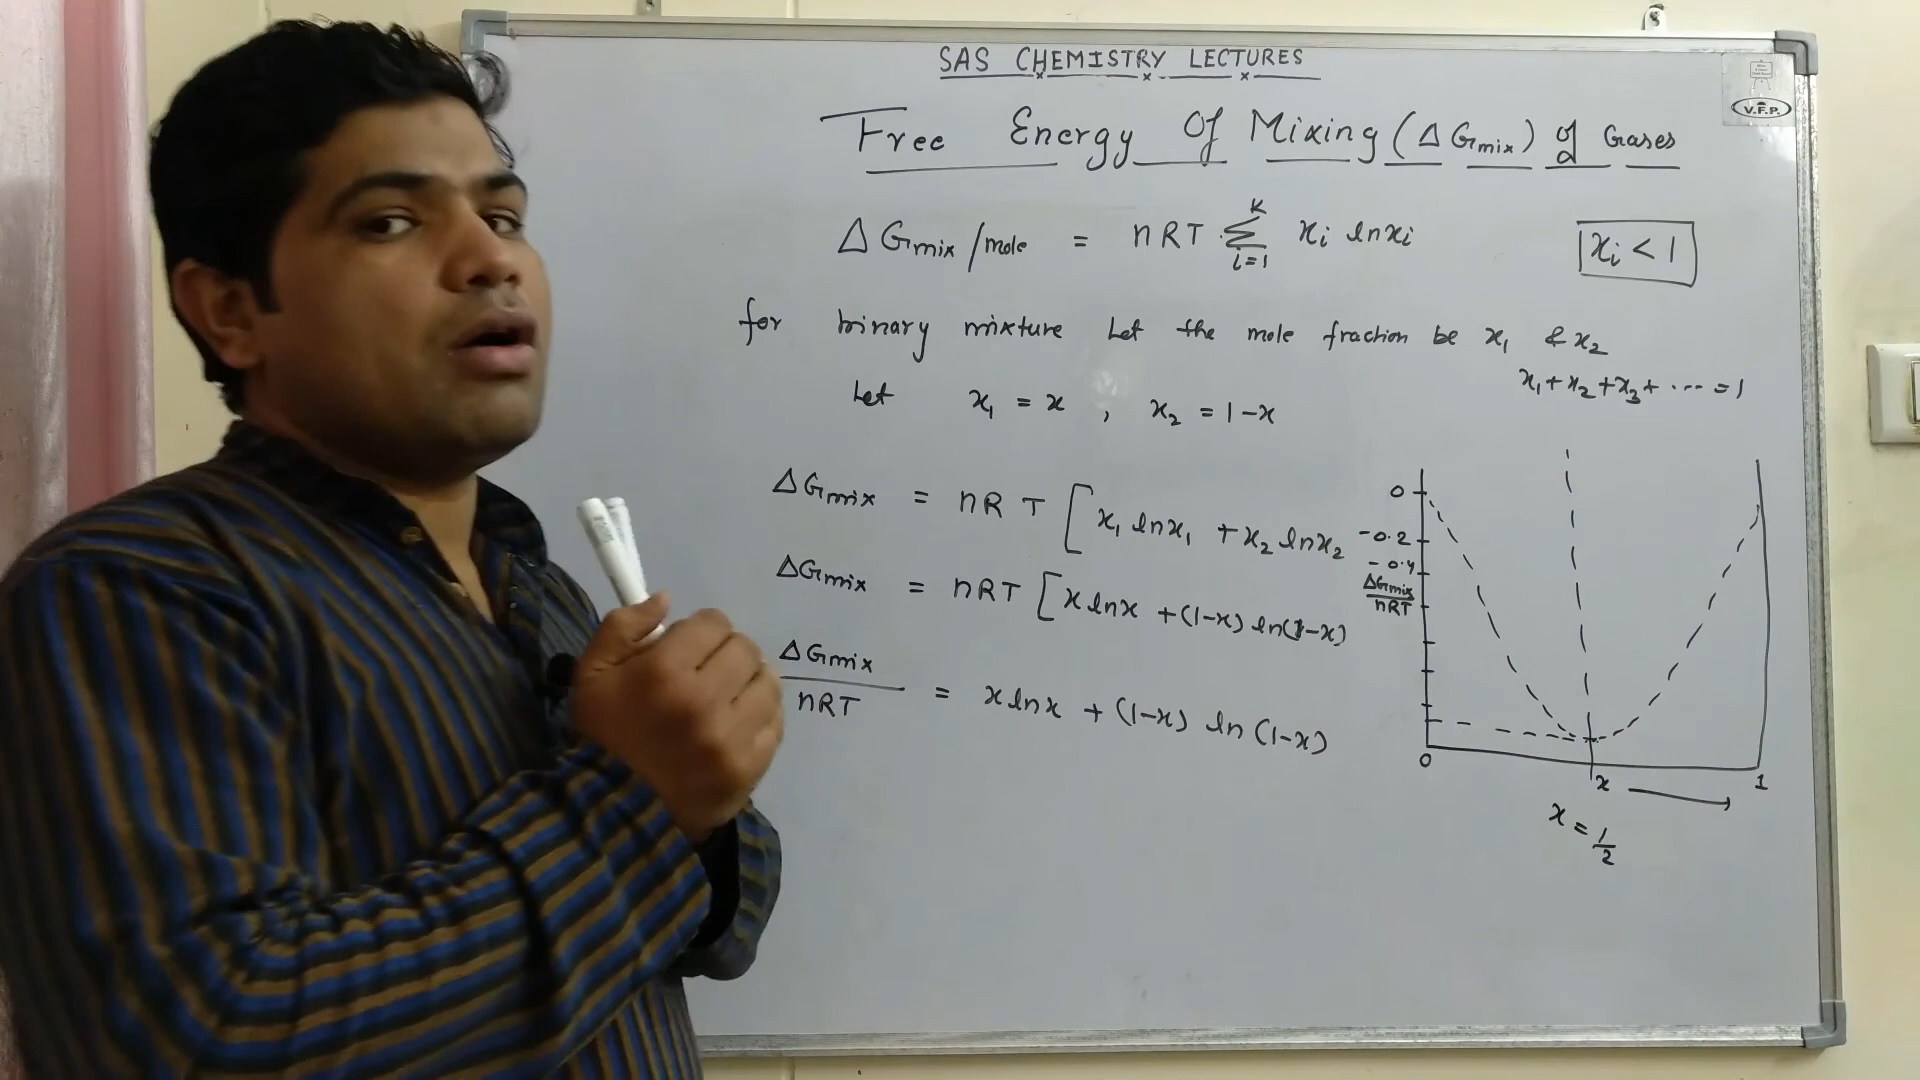 SAS CHEMISTRY LECTURES
V.F.P.
Free Energy Of Mixing (ΔGmix) of Gases
ΔGmix/mole = nRT Σ xi lnxi
K
i=1
xi < 1
for binary mixture Let the mole fraction be x1 & x2
x1+x2+x3+ ---- = 1
Let x1 = x , x2 = 1-x
ΔGmix = nRT [x1 lnx1 + x2 lnx2
ΔGmix = nRT [x lnx +(1-x) ln(1-x)
ΔGmix
nRT
= x lnx + (1-x) ln (1-x)
0
-0.2
-0.4
ΔGmix
nRT
0 x → 1
x = 1/2